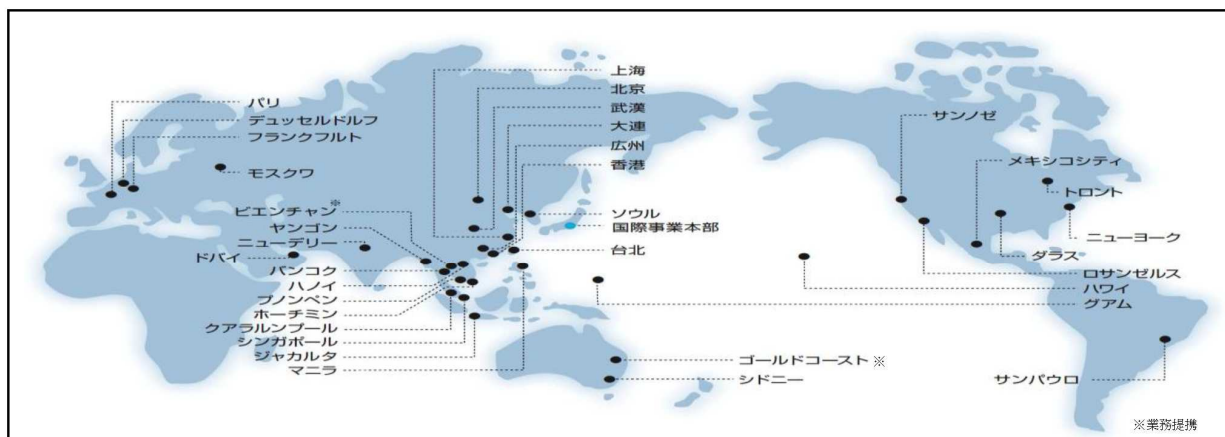 パリ
デュッセルドルフ
フランクフルト
モスクワ
ビエンチャン※
ヤンゴン
ニューデリー
ドバイ
バンコク
ハノイ
プノンペン
ホーチミン
クアラルンプール
シンガポール
ジャカルタ
マニラ
上海
北京
武漢
大連
広州
香港
ソウル
国際事業本部
台北
ゴールドコースト※
シドニー
サンノゼ
メキシコシティ
トロント
ニューヨーク
ダラス
ロサンゼルス
ハワイ
グアム
サンパウロ
※業務提携